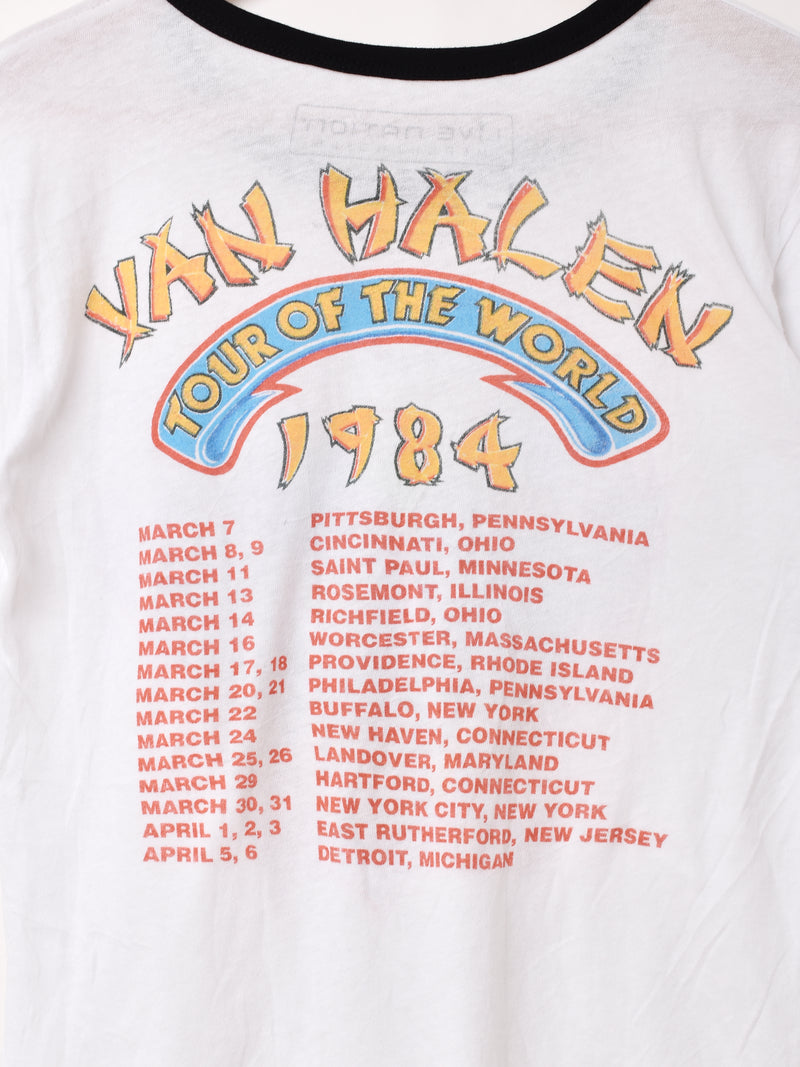 LIVE NATION
VAN HALEN
TOUR OF THE WORLD
1984
MARCH 7 PITTSBURGH, PENNSYLVANIA
MARCH 8, 9 CINCINNATI, OHIO
MARCH 11 SAINT PAUL, MINNESOTA
MARCH 13 ROSEMONT, ILLINOIS
MARCH 14 RICHFIELD, OHIO
MARCH 16 WORCESTER, MASSACHUSETTS
MARCH 17, 18 PROVIDENCE, RHODE ISLAND
MARCH 20, 21 PHILADELPHIA, PENNSYLVANIA
MARCH 22 BUFFALO, NEW YORK
MARCH 24 NEW HAVEN, CONNECTICUT
MARCH 25, 26 LANDOVER, MARYLAND
MARCH 29 HARTFORD, CONNECTICUT
MARCH 30, 31 NEW YORK CITY, NEW YORK
APRIL 1, 2, 3 EAST RUTHERFORD, NEW JERSEY
APRIL 5, 6 DETROIT, MICHIGAN